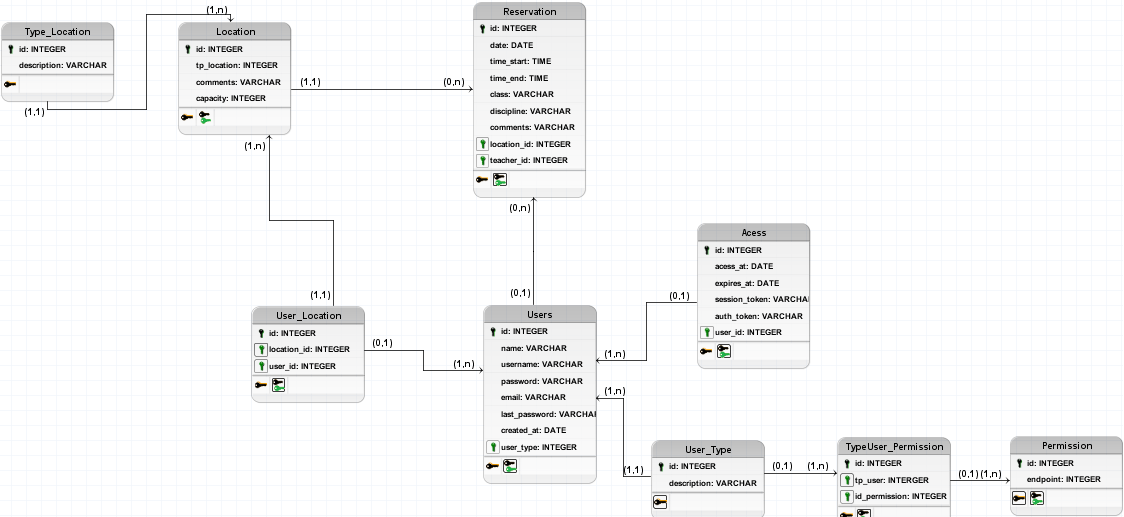 Type_Location
id: INTEGER
description: VARCHAR
(1,1)
(1,n)
Location
id: INTEGER
tp_location: INTEGER
comments: VARCHAR
capacity: INTEGER
(1,1)
(0,n)
(1,n)
Reservation
id: INTEGER
date: DATE
time_start: TIME
time_end: TIME
class: VARCHAR
discipline: VARCHAR
comments: VARCHAR
location_id: INTEGER
teacher_id: INTEGER
(0,n)
Acess
id: INTEGER
acess_at: DATE
expires_at: DATE
session_token: VARCHA
auth_token: VARCHAR
user_id: INTEGER
(0,1)
(1,n)
(1,1)
User_Location
id: INTEGER
location_id: INTEGER
user_id: INTEGER
(0,1)
(1,n)
(0,1)
Users
id: INTEGER
name: VARCHAR
username: VARCHAR
password: VARCHAR
email: VARCHAR
last_password: VARCHA
created_at: DATE
user_type: INTEGER
(1,n)
(1,1)
User_Type
id: INTEGER
description: VARCHAR
(0,1)
(1,n)
TypeUser_Permission
id: INTEGER
tp_user: INTERGER
id_permission: INTEGER
(0,1)
(1,n)
Permission
id: INTEGER
endpoint: INTEGER